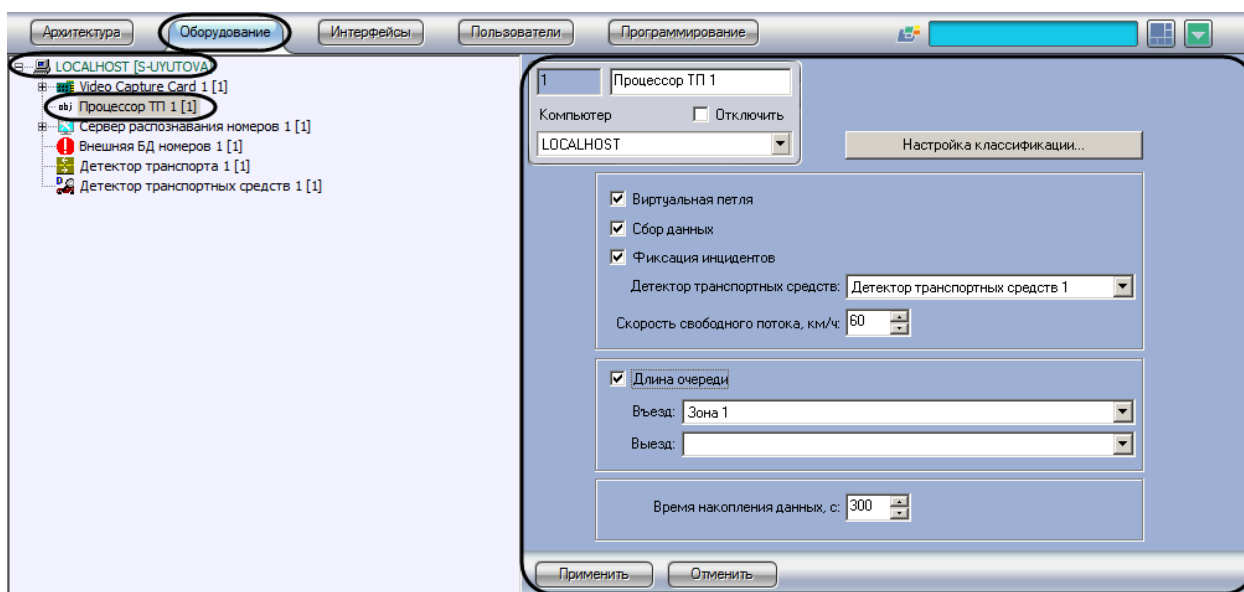 Архитектура Оборудование Интерфейсы Пользователи Программирование
LOCALHOST [S-UYUTOVA]
Video Capture Card 1 [1]
obj Процессор ТП 1 [1]
Сервер распознавания номеров 1 [1]
Внешняя БД номеров 1 [1]
Детектор транспорта 1 [1]
Детектор транспортных средств 1 [1]
1 Процессор ТП 1
Компьютер Отключить
LOCALHOST
Настройка классификации...
Виртуальная петля
Сбор данных
Фиксация инцидентов
Детектор транспортных средств: Детектор транспортных средств 1
Скорость свободного потока, км/ч: 60
Длина очереди
Въезд: Зона 1
Выезд:
Время накопления данных, с: 300
Применить Отменить